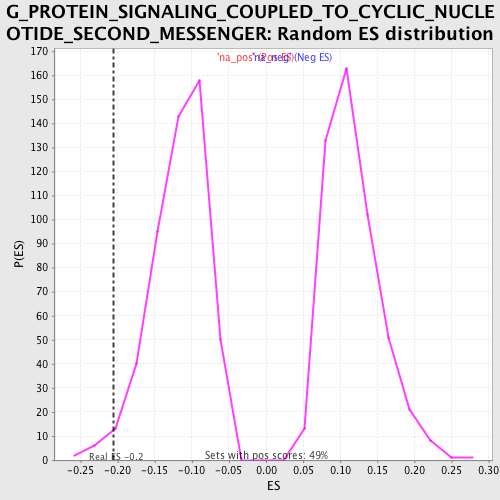 G_PROTEIN_SIGNALING_COUPLED_TO_CYCLIC_NUCLE
OTIDE_SECOND_MESSENGER: Random ES distribution
'na_pos' (Pos ES) 'na_neg' (Neg ES)
170
160
150
140
130
120
110
100
90
80
70
60
50
40
30
20
10
0
P(ES)
Real ES -0.2
Sets with pos scores: 49%
-0.25 -0.20 -0.15 -0.10 -0.05 0.00 0.05 0.10 0.15 0.20 0.25 0.30
ES